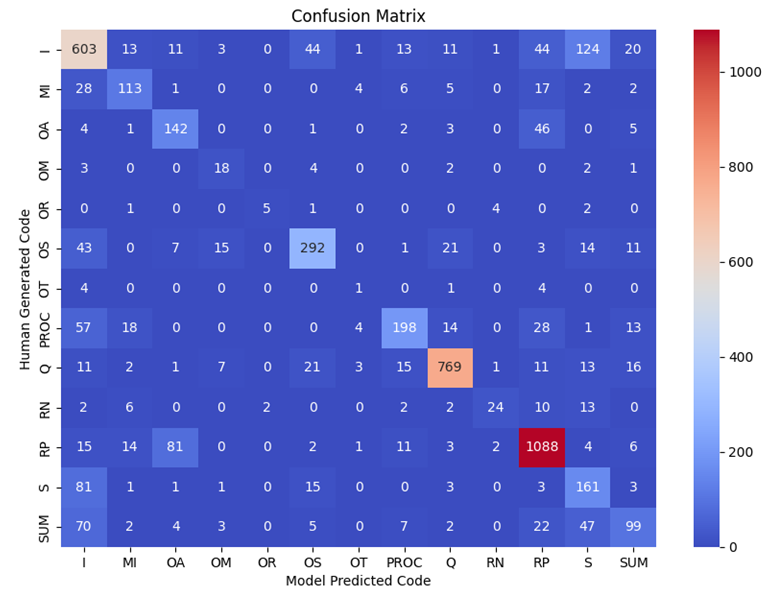 Confusion Matrix
I 603 13 11 3 0 44 1 13 11 1 44 124 20
MI 28 113 1 0 0 0 4 6 5 0 17 2 2
OA 4 1 142 0 0 1 0 2 3 0 46 0 5
OM 3 0 0 18 0 4 0 0 2 0 0 2 1
OR 0 1 0 0 5 1 0 0 0 4 0 2 0
OS 43 0 7 15 0 292 0 1 21 0 3 14 11
OT 4 0 0 0 0 0 1 0 1 0 4 0 0
PROC 57 18 0 0 0 0 4 198 14 0 28 1 13
Q 11 2 1 7 0 21 3 15 769 1 11 13 16
RN 2 6 0 0 2 0 0 2 2 24 10 13 0
RP 15 14 81 0 0 2 1 11 3 2 1088 4 6
S 81 1 1 1 0 15 0 0 3 0 3 161 3
SUM 70 2 4 3 0 5 0 7 2 0 22 47 99
I MI OA OM OR OS OT PROC Q RN RP S SUM
Model Predicted Code
Human Generated Code
1000
800
600
400
200
0